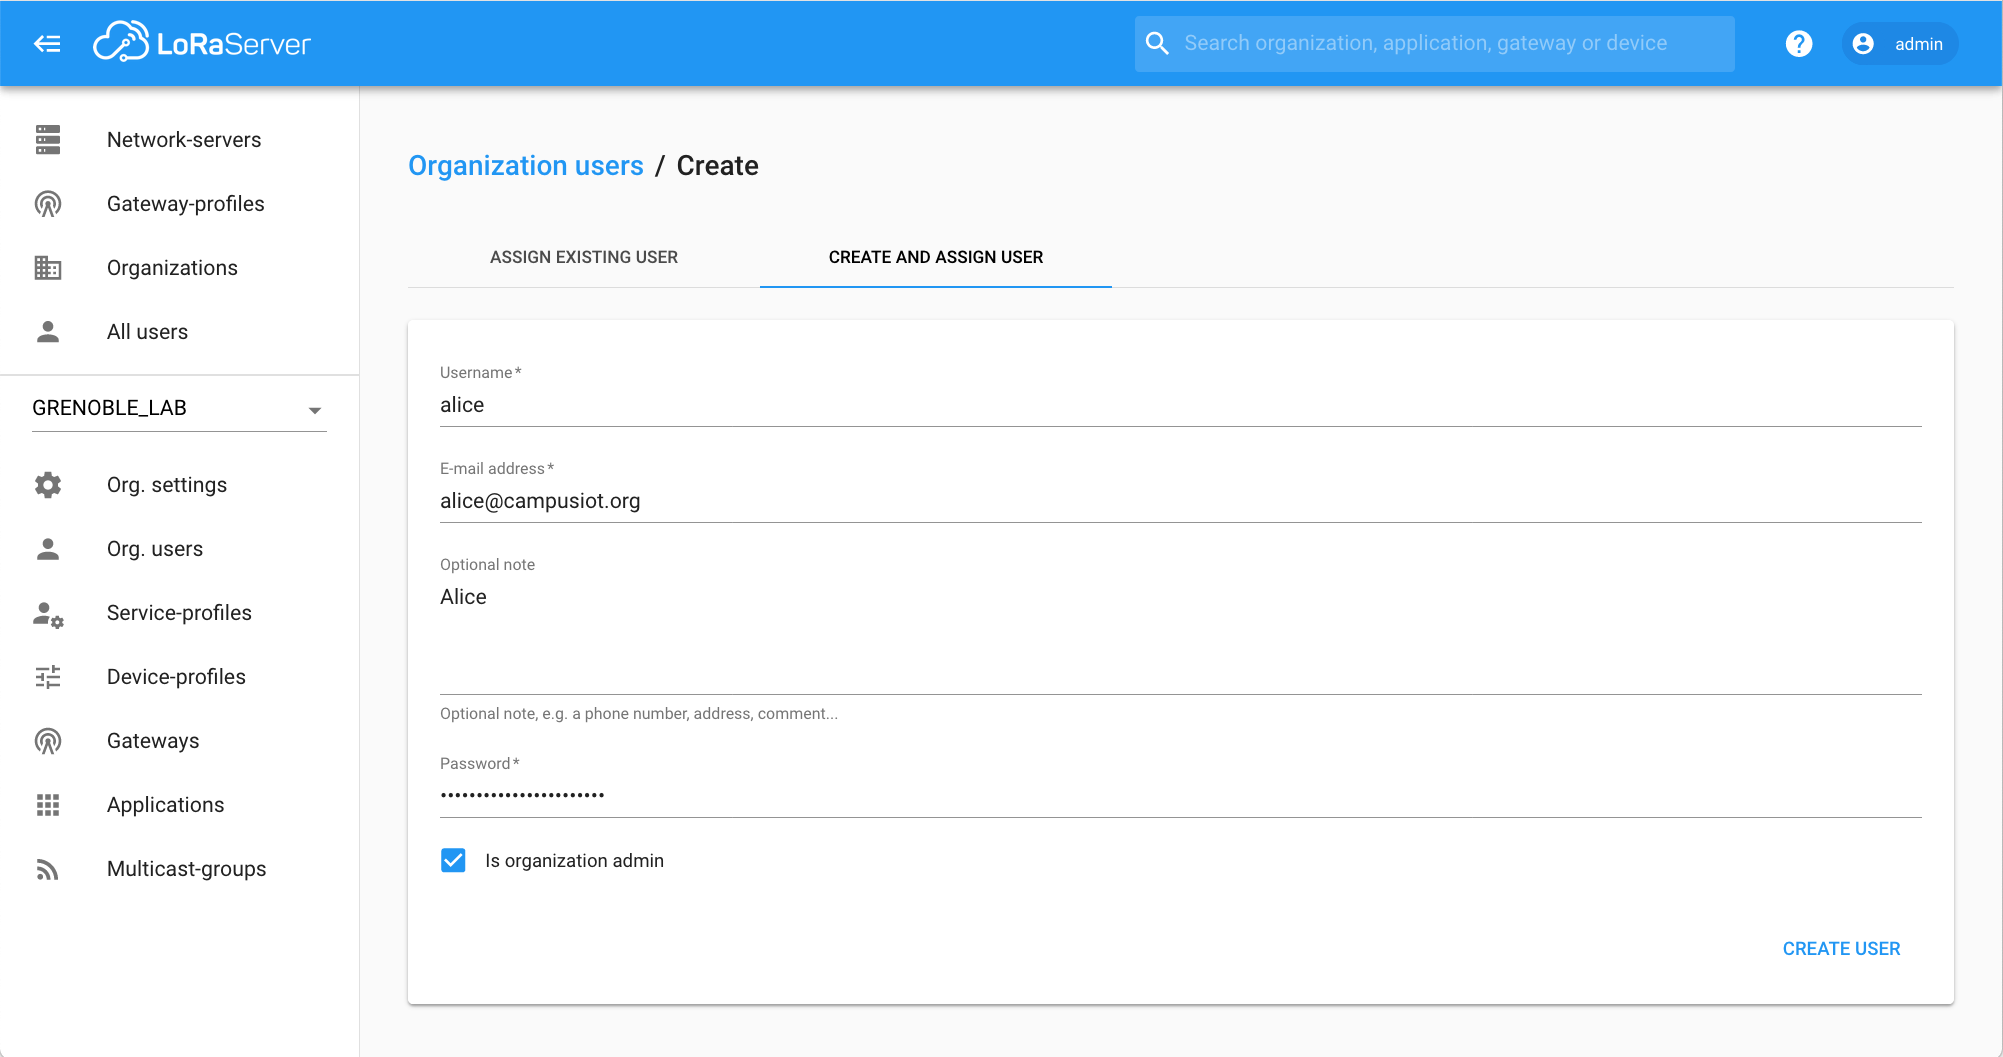 LoRaServer
Search organization, application, gateway or device
?
admin
Network-servers
Gateway-profiles
Organizations
All users
GRENOBLE_LAB
Org. settings
Org. users
Service-profiles
Device-profiles
Gateways
Applications
Multicast-groups
Organization users / Create
ASSIGN EXISTING USER
CREATE AND ASSIGN USER
Username *
alice
E-mail address *
alice@campusiot.org
Optional note
Alice
Optional note, e.g. a phone number, address, comment...
Password *
•••••••••••••••••••••••
Is organization admin
CREATE USER